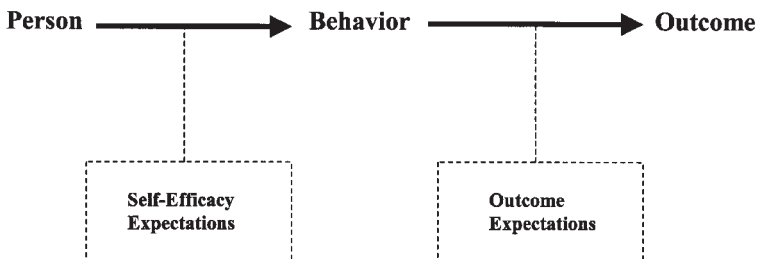 Person Behavior Outcome
Self-Efficacy
Expectations
Outcome
Expectations